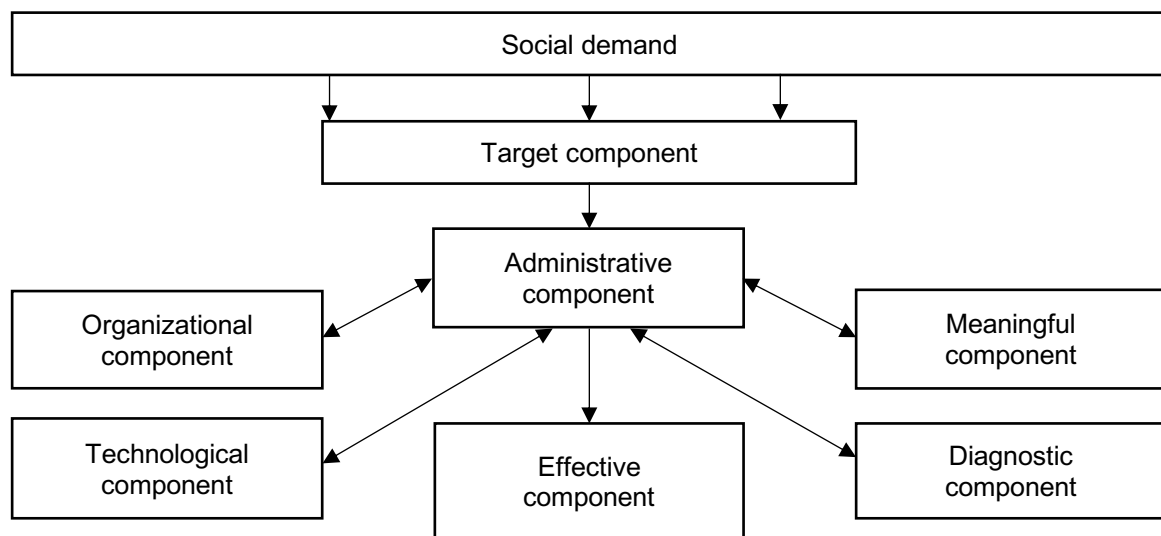 Social demand
Target component
Administrative
component
Organizational
component
Meaningful
component
Technological
component
Effective
component
Diagnostic
component